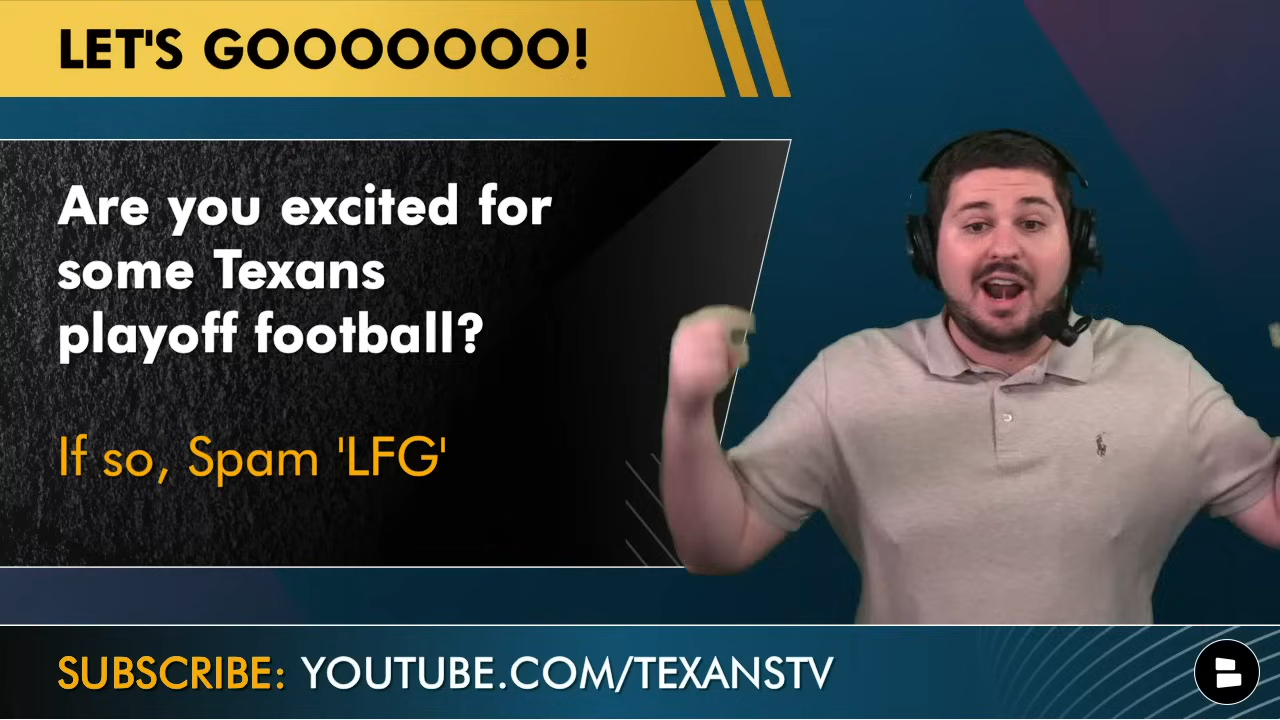 LET'S GOOOOOOO!
Are you excited for
some Texans
playoff football?
If so, Spam 'LFG'
SUBSCRIBE: YOUTUBE.COM/TEXANSTV